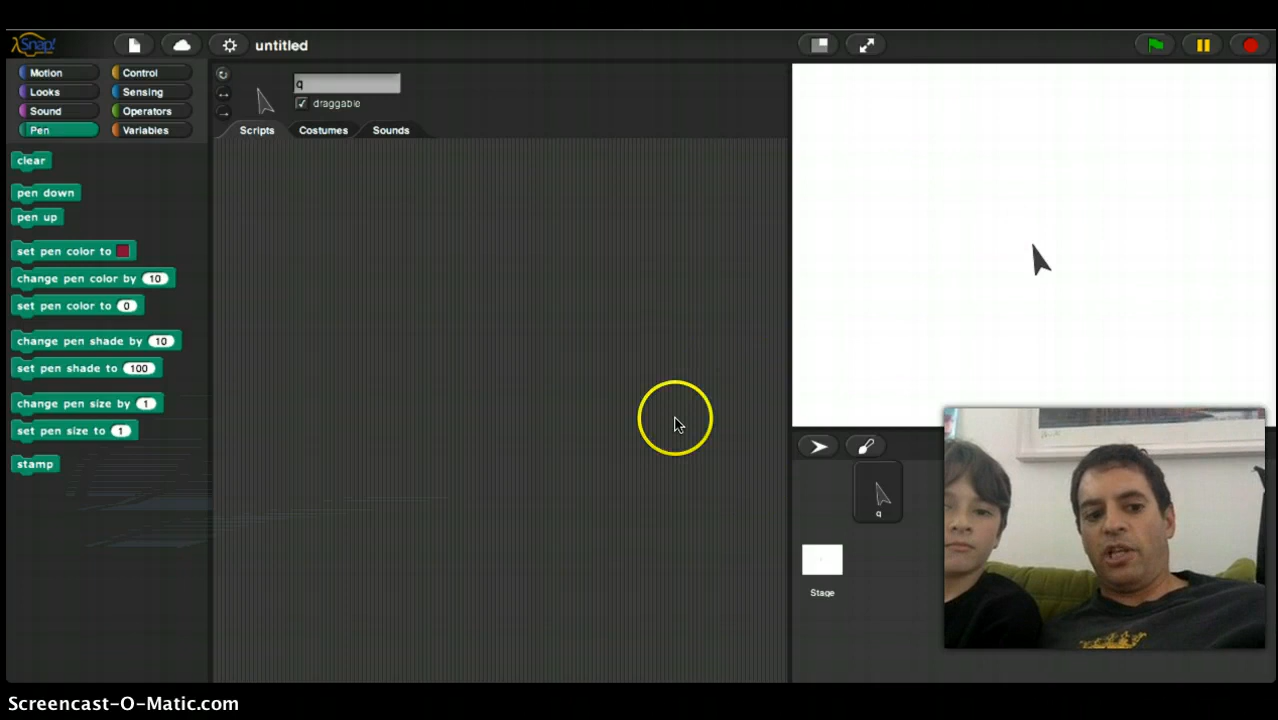 λSnap!
untitled
Motion
Control
Looks
Sensing
Sound
Operators
Pen
Variables
q
draggable
Scripts
Costumes
Sounds
clear
pen down
pen up
set pen color to
change pen color by 10
set pen color to 0
change pen shade by 10
set pen shade to 100
change pen size by 1
set pen size to 1
stamp
q
Stage
Screencast-O-Matic.com